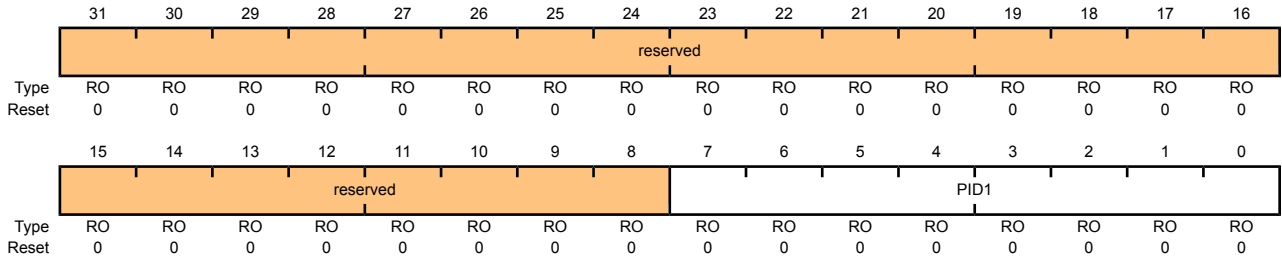 31 30 29 28 27 26 25 24 23 22 21 20 19 18 17 16
reserved
Type RO RO RO RO RO RO RO RO RO RO RO RO RO RO RO RO
Reset 0 0 0 0 0 0 0 0 0 0 0 0 0 0 0 0
15 14 13 12 11 10 9 8 7 6 5 4 3 2 1 0
reserved PID1
Type RO RO RO RO RO RO RO RO RO RO RO RO RO RO RO RO
Reset 0 0 0 0 0 0 0 0 0 0 0 0 0 0 0 0